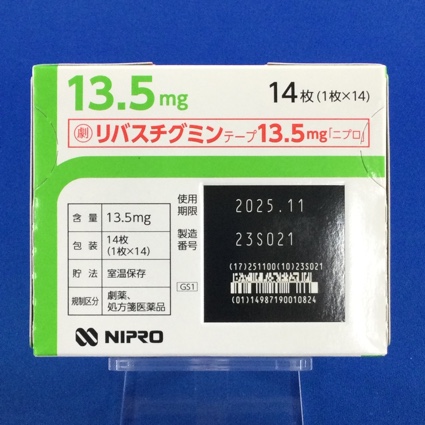 13.5mg 14枚(1枚×14)
劇 リバスチグミンテープ13.5mg「ニプロ」
含量 13.5mg
包装 14枚
(1枚×14)
貯法 室温保存
規制区分 劇薬、
処方箋医薬品
使用
期限
2025.11
製造
番号
23S021
GS1
(17)251100(10)23S021
(01)14987190010824
NIPRO